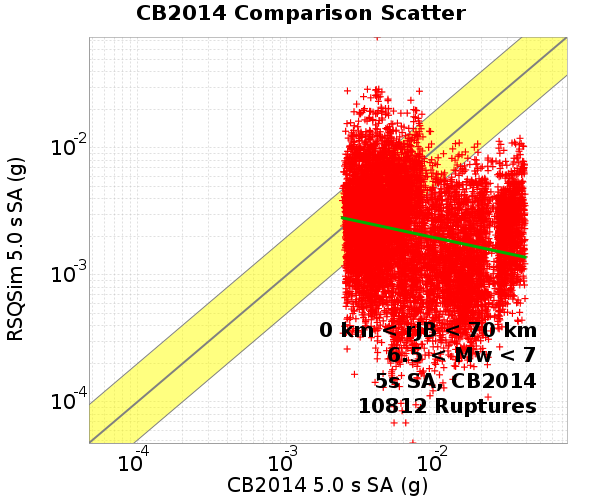 CB2014 Comparison Scatter
RSQSim 5.0 s SA (g)
10-2
10-3
10-4
0 km < rJB < 70 km
6.5 < Mw < 7
5s SA, CB2014
10812 Ruptures
10-4 10-3 10-2
CB2014 5.0 s SA (g)